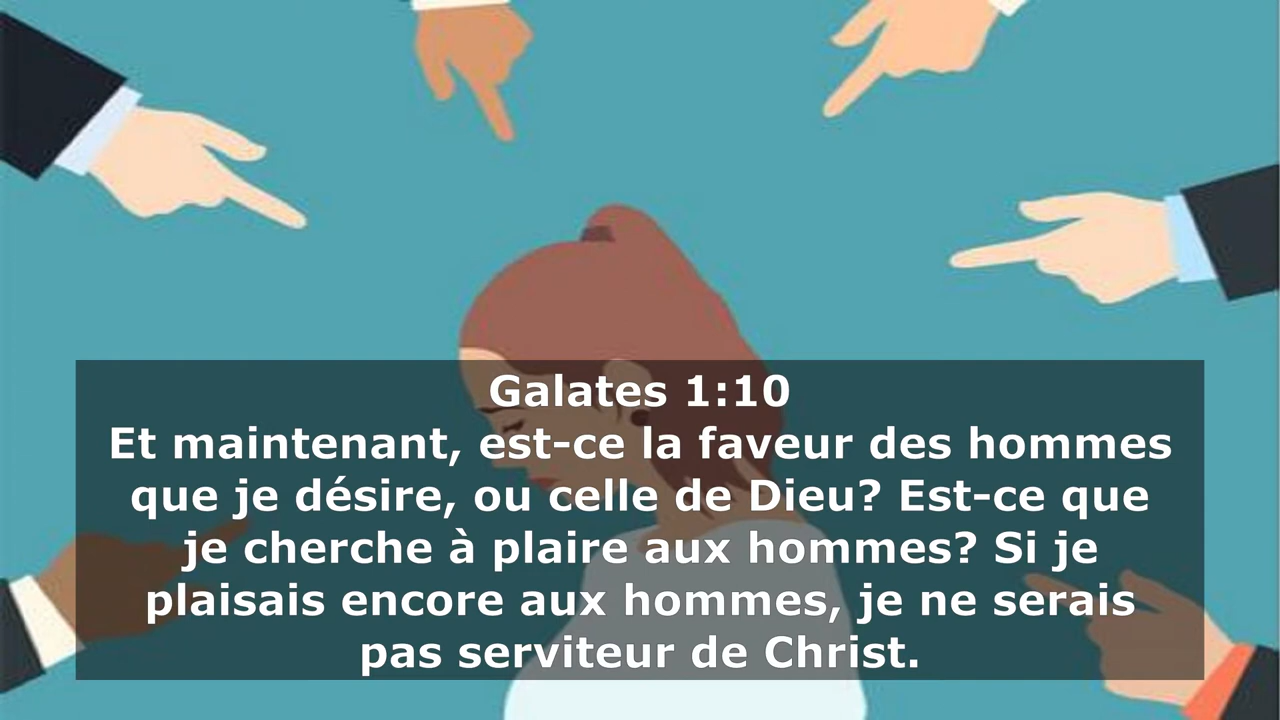 Galates 1:10
Et maintenant, est-ce la faveur des hommes
que je désire, ou celle de Dieu? Est-ce que
je cherche à plaire aux hommes? Si je
plaisais encore aux hommes, je ne serais
pas serviteur de Christ.